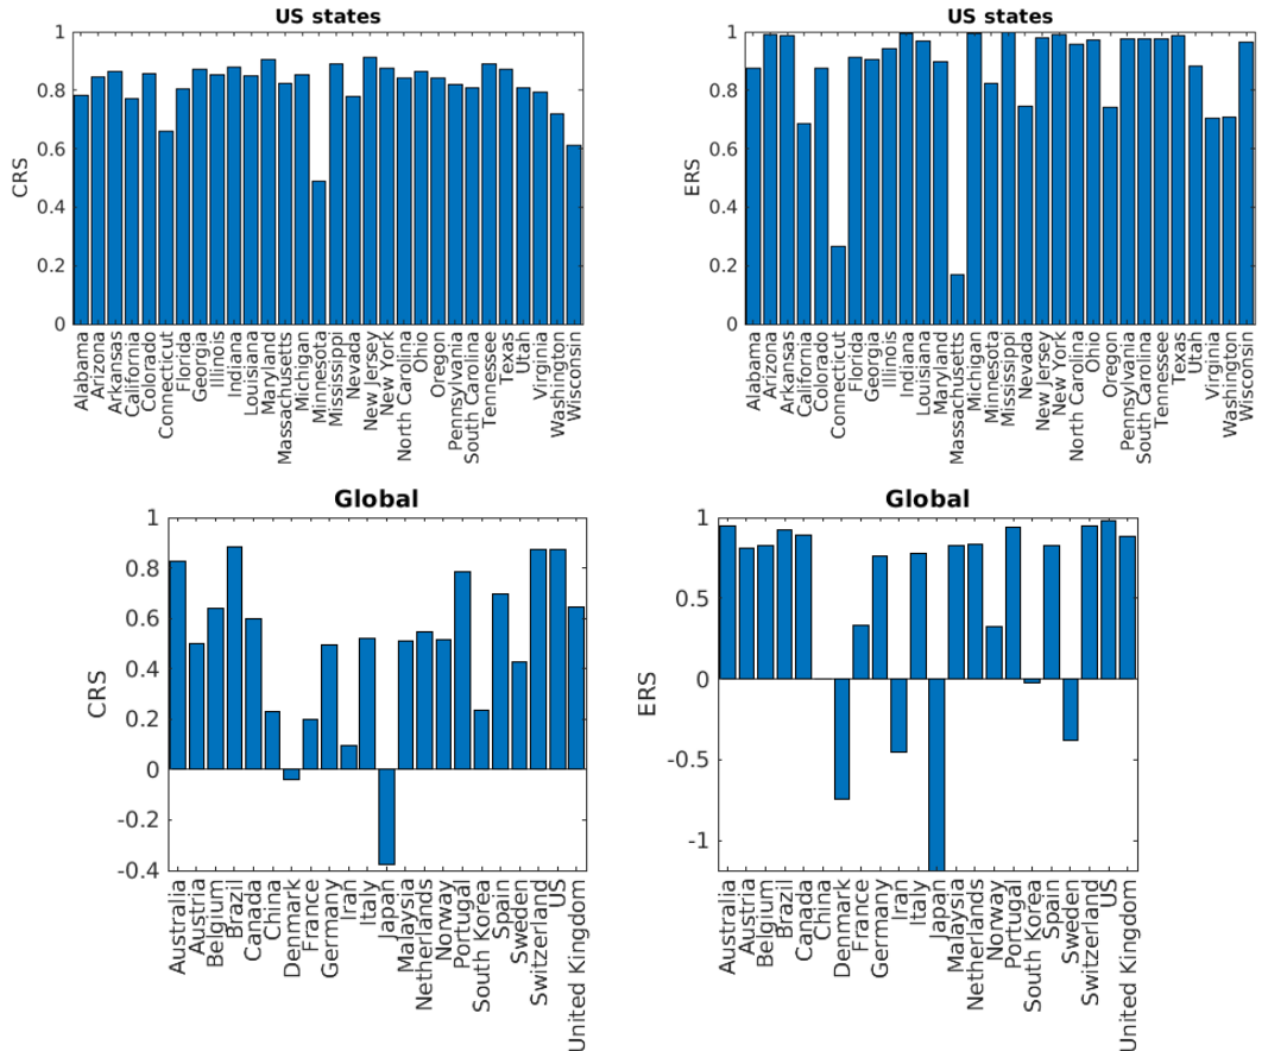 US states
CRS
1
0.8
0.6
0.4
0.2
0
Alabama
Arizona
Arkansas
California
Colorado
Connecticut
Florida
Georgia
Illinois
Indiana
Louisiana
Maryland
Massachusetts
Michigan
Minnesota
Mississippi
Nevada
New Jersey
New York
North Carolina
Ohio
Oregon
Pennsylvania
South Carolina
Tennessee
Texas
Utah
Virginia
Washington
Wisconsin
US states
ERS
1
0.8
0.6
0.4
0.2
0
Alabama
Arizona
Arkansas
California
Colorado
Connecticut
Florida
Georgia
Illinois
Indiana
Louisiana
Maryland
Massachusetts
Michigan
Minnesota
Mississippi
Nevada
New Jersey
New York
North Carolina
Ohio
Oregon
Pennsylvania
South Carolina
Tennessee
Texas
Utah
Virginia
Washington
Wisconsin
Global
CRS
1
0.8
0.6
0.4
0.2
0
-0.2
-0.4
Australia
Austria
Belgium
Brazil
Canada
China
Denmark
France
Germany
Iran
Italy
Japan
Malaysia
Netherlands
Norway
Portugal
South Korea
Spain
Sweden
Switzerland
US
United Kingdom
Global
ERS
1
0.5
0
-0.5
-1
Australia
Austria
Belgium
Brazil
Canada
China
Denmark
France
Germany
Iran
Italy
Japan
Malaysia
Netherlands
Norway
Portugal
South Korea
Spain
Sweden
Switzerland
US
United Kingdom